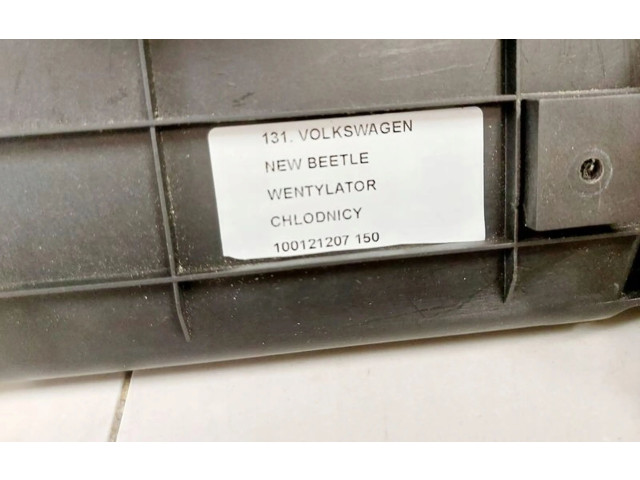 131. VOLKSWAGEN
NEW BEETLE
WENTYLATOR
CHLODNICY
100121207 150